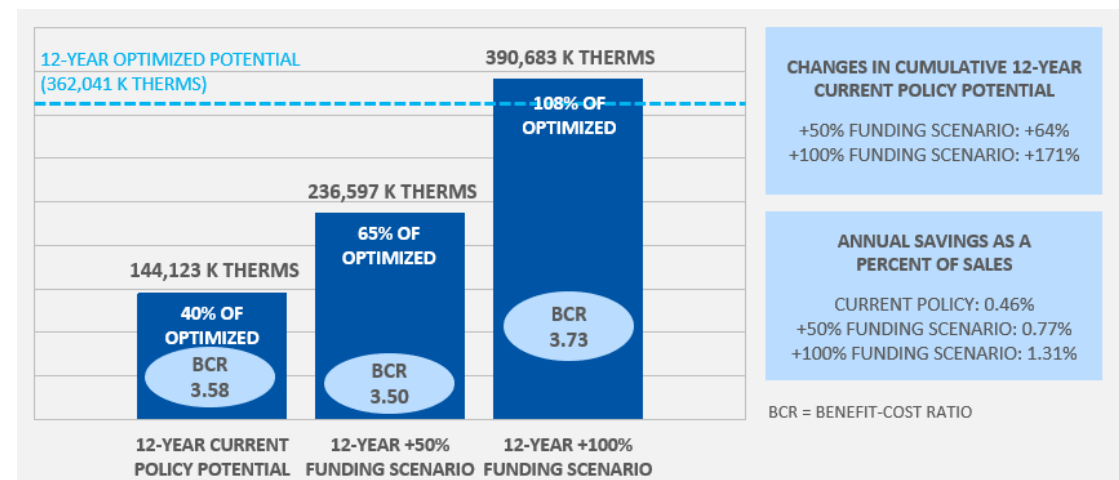 12-YEAR OPTIMIZED POTENTIAL
(362,041 K THERMS)
390,683 K THERMS
108% OF
OPTIMIZED
236,597 K THERMS
65% OF
OPTIMIZED
144,123 K THERMS
40% OF
OPTIMIZED
BCR
3.58
BCR
3.50
BCR
3.73
12-YEAR CURRENT
POLICY POTENTIAL
12-YEAR +50%
FUNDING SCENARIO
12-YEAR +100%
FUNDING SCENARIO
CHANGES IN CUMULATIVE 12-YEAR
CURRENT POLICY POTENTIAL
+50% FUNDING SCENARIO: +64%
+100% FUNDING SCENARIO: +171%
ANNUAL SAVINGS AS A
PERCENT OF SALES
CURRENT POLICY: 0.46%
+50% FUNDING SCENARIO: 0.77%
+100% FUNDING SCENARIO: 1.31%
BCR = BENEFIT-COST RATIO